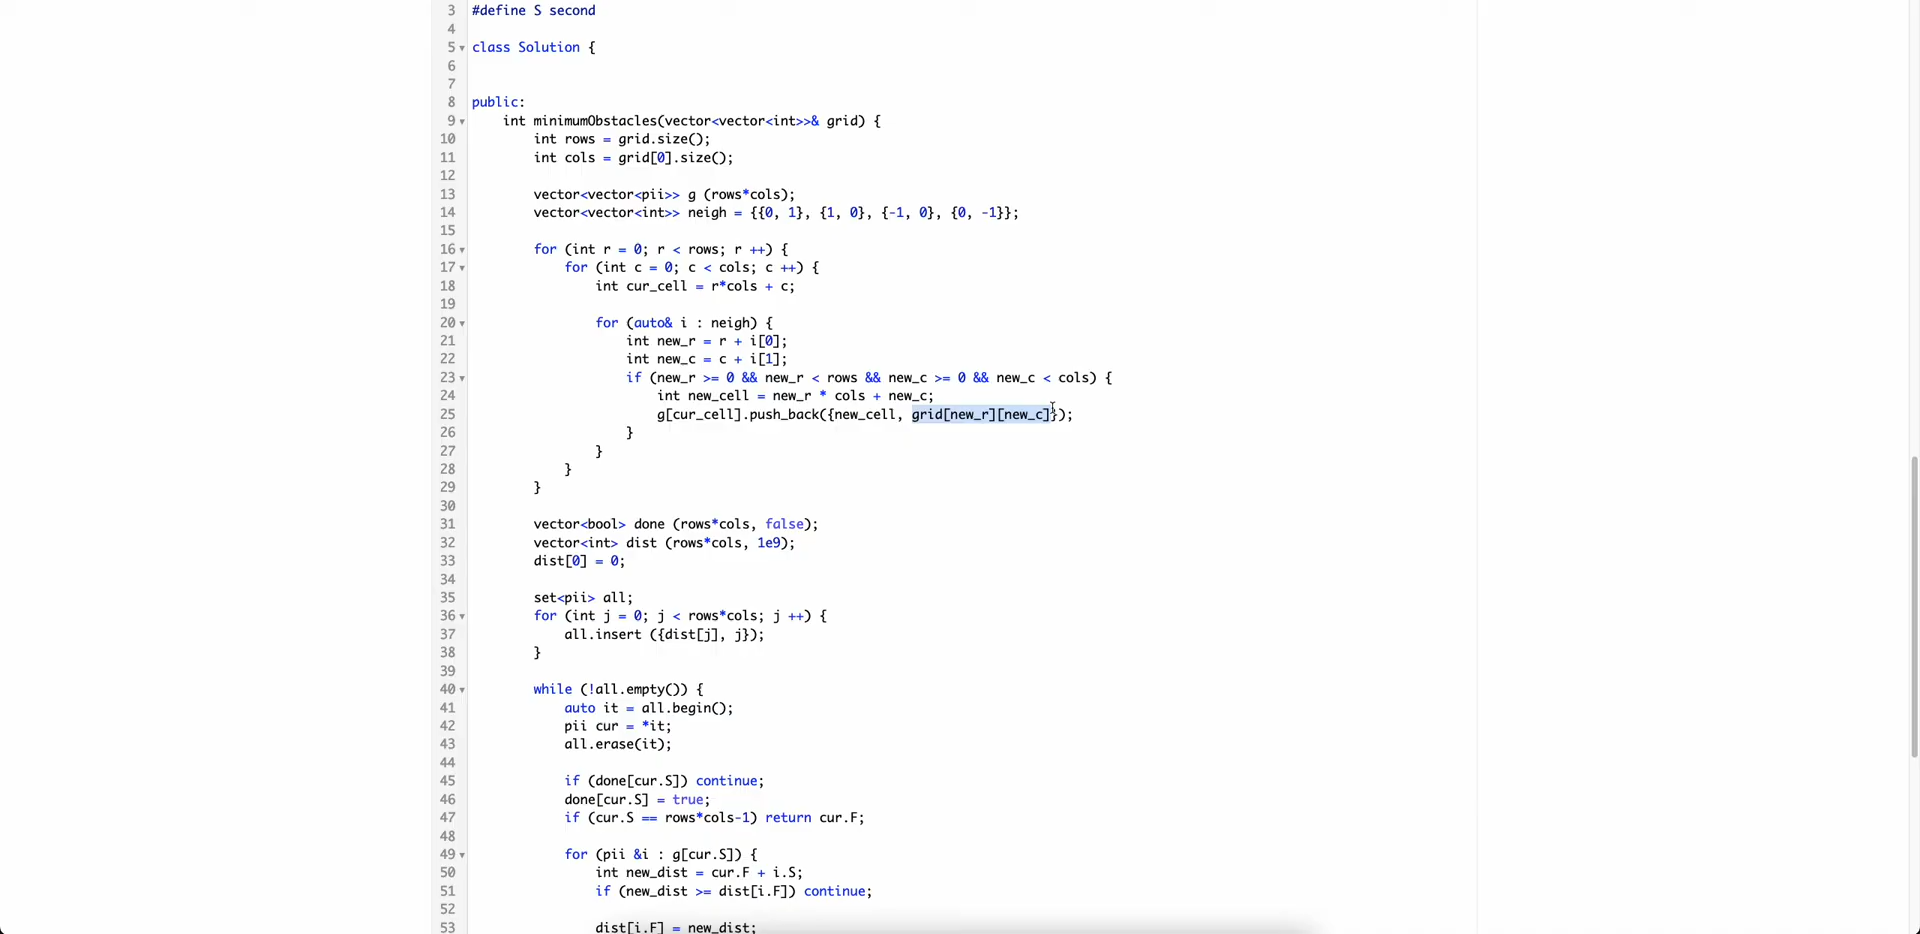 3 #define S second
4
5 class Solution {
6
7
8 public:
9 int minimumObstacles(vector<vector<int>>& grid) {
10 int rows = grid.size();
11 int cols = grid[0].size();
12
13 vector<vector<pii>> g (rows*cols);
14 vector<vector<int>> neigh = {{0, 1}, {1, 0}, {-1, 0}, {0, -1}};
15
16 for (int r = 0; r < rows; r ++) {
17 for (int c = 0; c < cols; c ++) {
18 int cur_cell = r*cols + c;
19
20 for (auto& i : neigh) {
21 int new_r = r + i[0];
22 int new_c = c + i[1];
23 if (new_r >= 0 && new_r < rows && new_c >= 0 && new_c < cols) {
24 int new_cell = new_r * cols + new_c;
25 g[cur_cell].push_back({new_cell, grid[new_r][new_c]});
26 }
27 }
28 }
29 }
30
31 vector<bool> done (rows*cols, false);
32 vector<int> dist (rows*cols, 1e9);
33 dist[0] = 0;
34
35 set<pii> all;
36 for (int j = 0; j < rows*cols; j ++) {
37 all.insert ({dist[j], j});
38 }
39
40 while (!all.empty()) {
41 auto it = all.begin();
42 pii cur = *it;
43 all.erase(it);
44
45 if (done[cur.S]) continue;
46 done[cur.S] = true;
47 if (cur.S == rows*cols-1) return cur.F;
48
49 for (pii &i : g[cur.S]) {
50 int new_dist = cur.F + i.S;
51 if (new_dist >= dist[i.F]) continue;
52
53 dist[i.F] = new_dist;